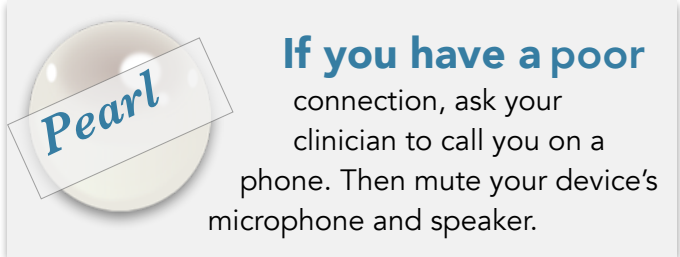 Pearl
If you have a poor
connection, ask your
clinician to call you on a
phone. Then mute your device’s
microphone and speaker.